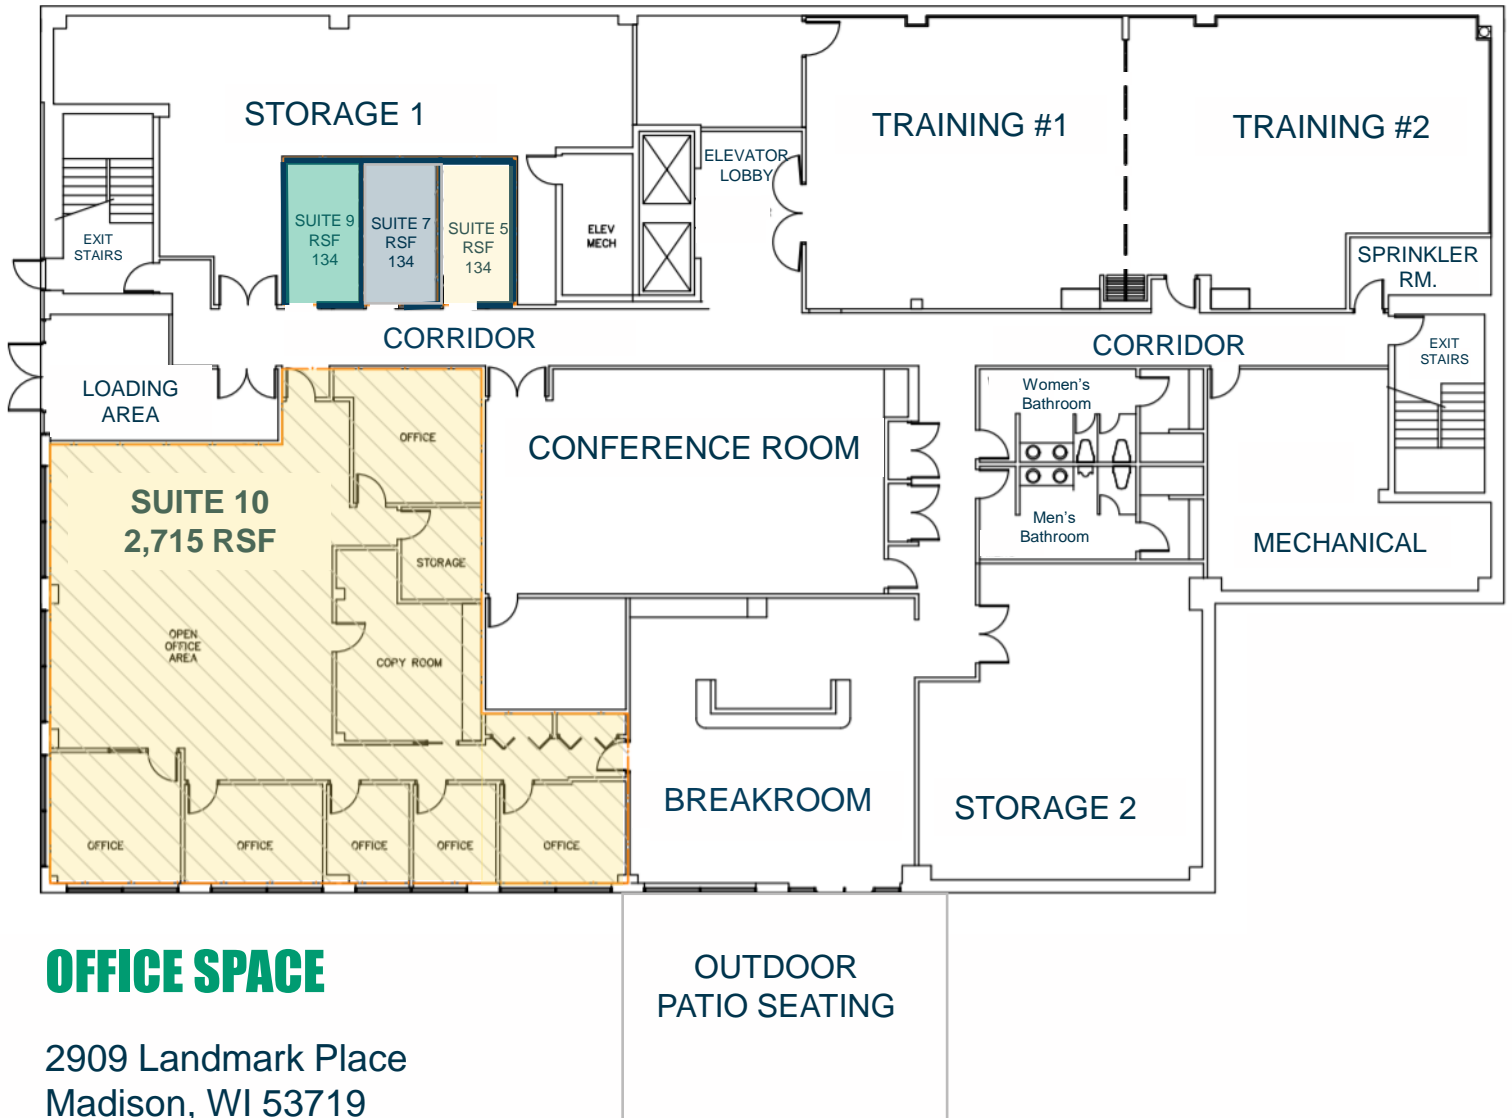 STORAGE 1
TRAINING #1
TRAINING #2
ELEVATOR
LOBBY
SUITE 9
RSF
134
SUITE 7
RSF
134
SUITE 5
RSF
134
ELEV
MECH
EXIT
STAIRS
SPRINKLER
RM.
CORRIDOR
CORRIDOR
EXIT
STAIRS
LOADING
AREA
Women's
Bathroom
OFFICE
CONFERENCE ROOM
SUITE 10
2,715 RSF
Men's
Bathroom
MECHANICAL
STORAGE
OPEN
OFFICE
AREA
COPY ROOM
BREAKROOM
STORAGE 2
OFFICE
OFFICE
OFFICE
OFFICE
OFFICE
OFFICE SPACE
OUTDOOR
PATIO SEATING
2909 Landmark Place
Madison, WI 53719